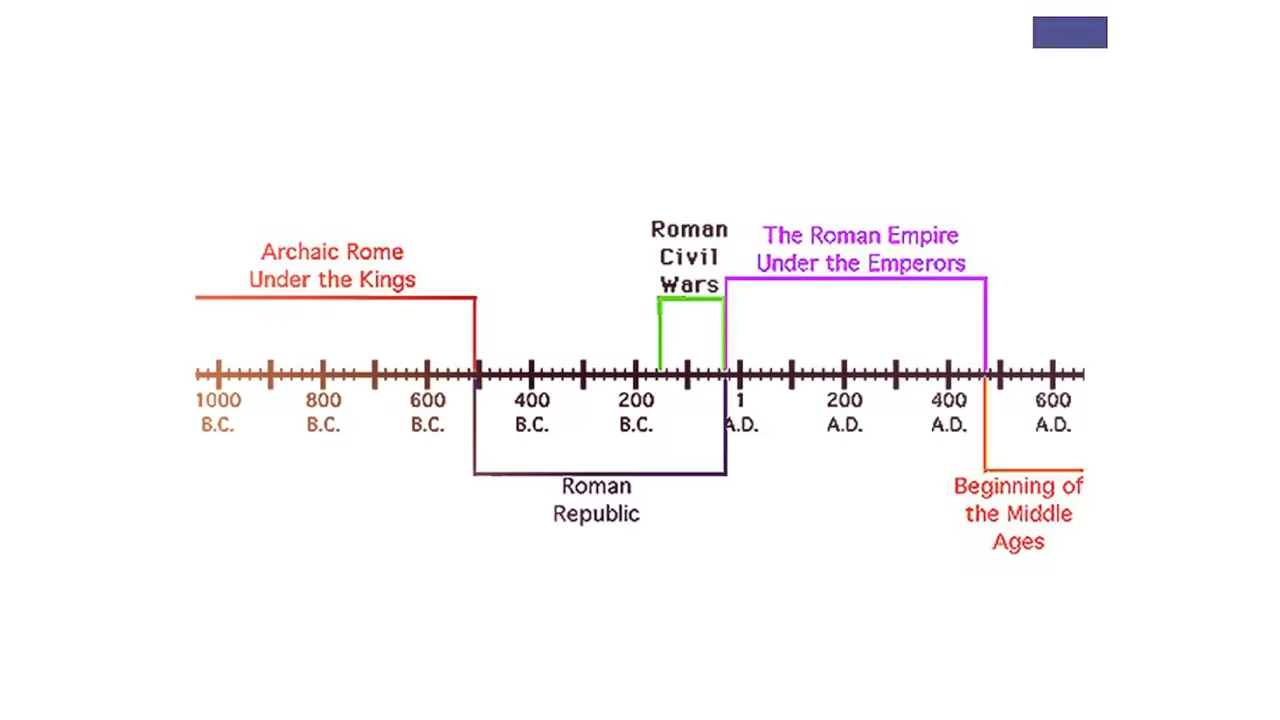 Archaic Rome
Under the Kings
Roman
Civil
Wars
The Roman Empire
Under the Emperors
1000 800 600 400 200 1 200 400 600
B.C. B.C. B.C. B.C. B.C. A.D. A.D. A.D. A.D.
Roman
Republic
Beginning of
the Middle
Ages